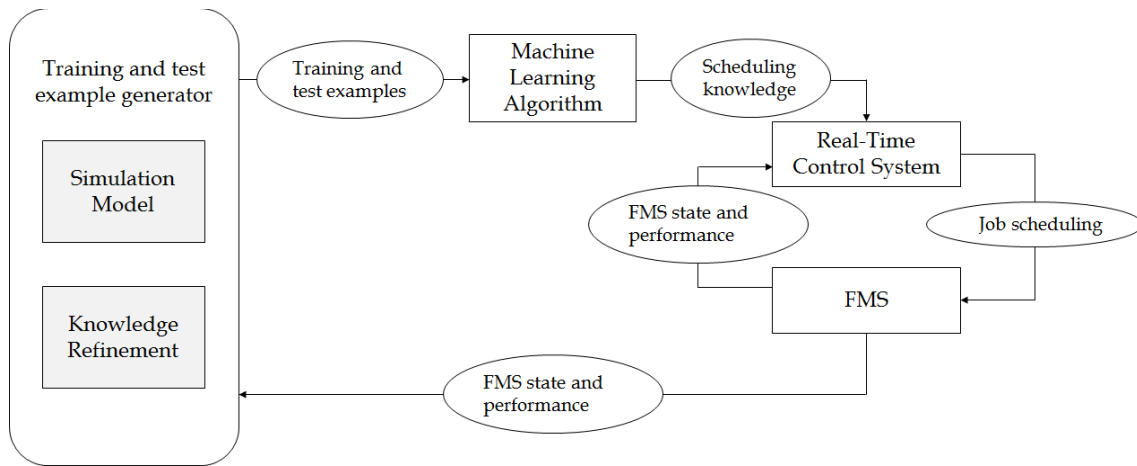 Training and test
example generator
Simulation
Model
Knowledge
Refinement
Training and
test examples
Machine
Learning
Algorithm
Scheduling
knowledge
Real-Time
Control System
FMS state and
performance
Job scheduling
FMS
FMS state and
performance